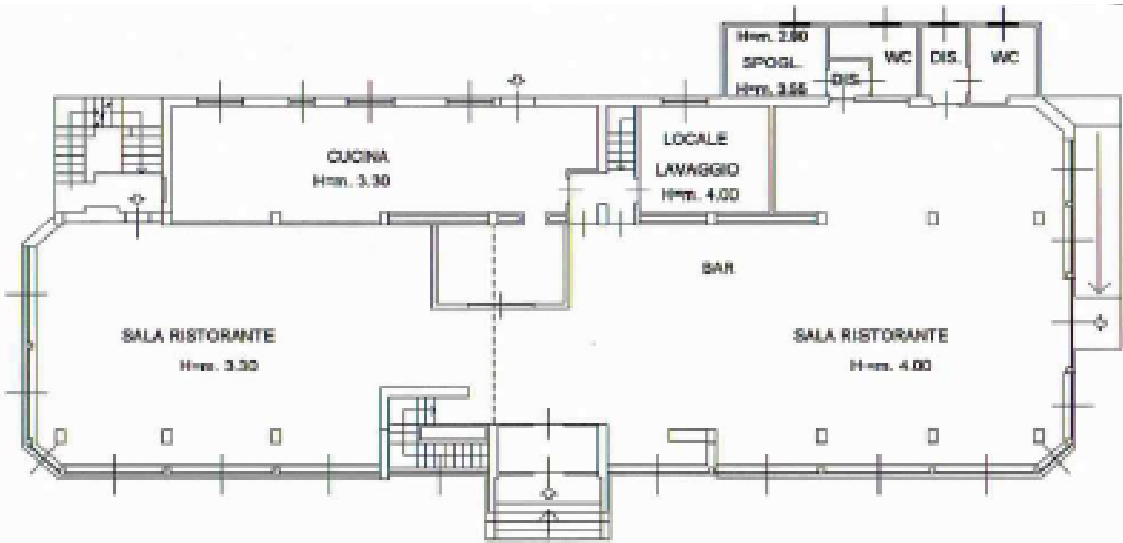 H=m. 2.90
SPOGL.
H=m. 3.55
DIS.
WC
DIS.
WC
CUCINA
H=m. 3.30
LOCALE
LAVAGGIO
H=m. 4.00
BAR
SALA RISTORANTE
H=m. 3.30
SALA RISTORANTE
H=m. 4.00